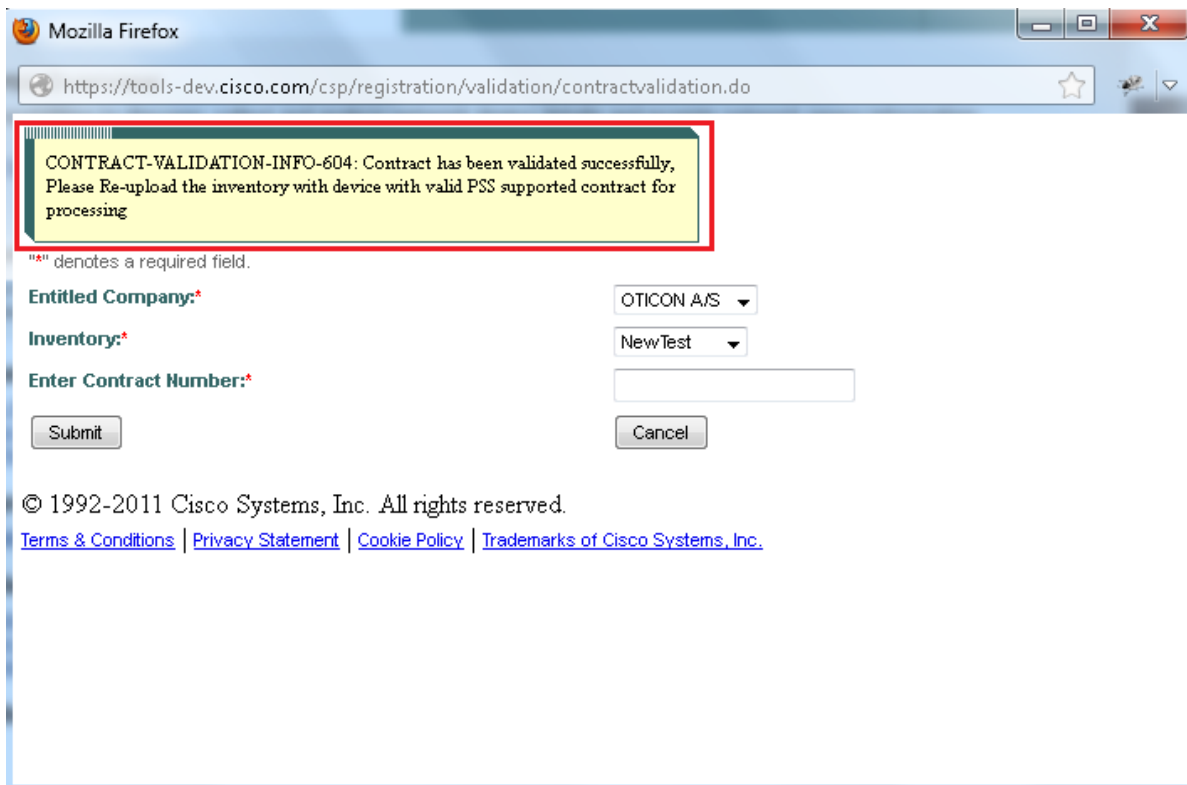 Mozilla Firefox
https://tools-dev.cisco.com/csp/registration/validation/contractvalidation.do
CONTRACT-VALIDATION-INFO-604: Contract has been validated successfully,
Please Re-upload the inventory with device with valid PSS supported contract for
processing
"*" denotes a required field.
Entitled Company:* OTICON A/S
Inventory:* NewTest
Enter Contract Number:*
Submit Cancel
© 1992-2011 Cisco Systems, Inc. All rights reserved.
Terms & Conditions | Privacy Statement | Cookie Policy | Trademarks of Cisco Systems, Inc.